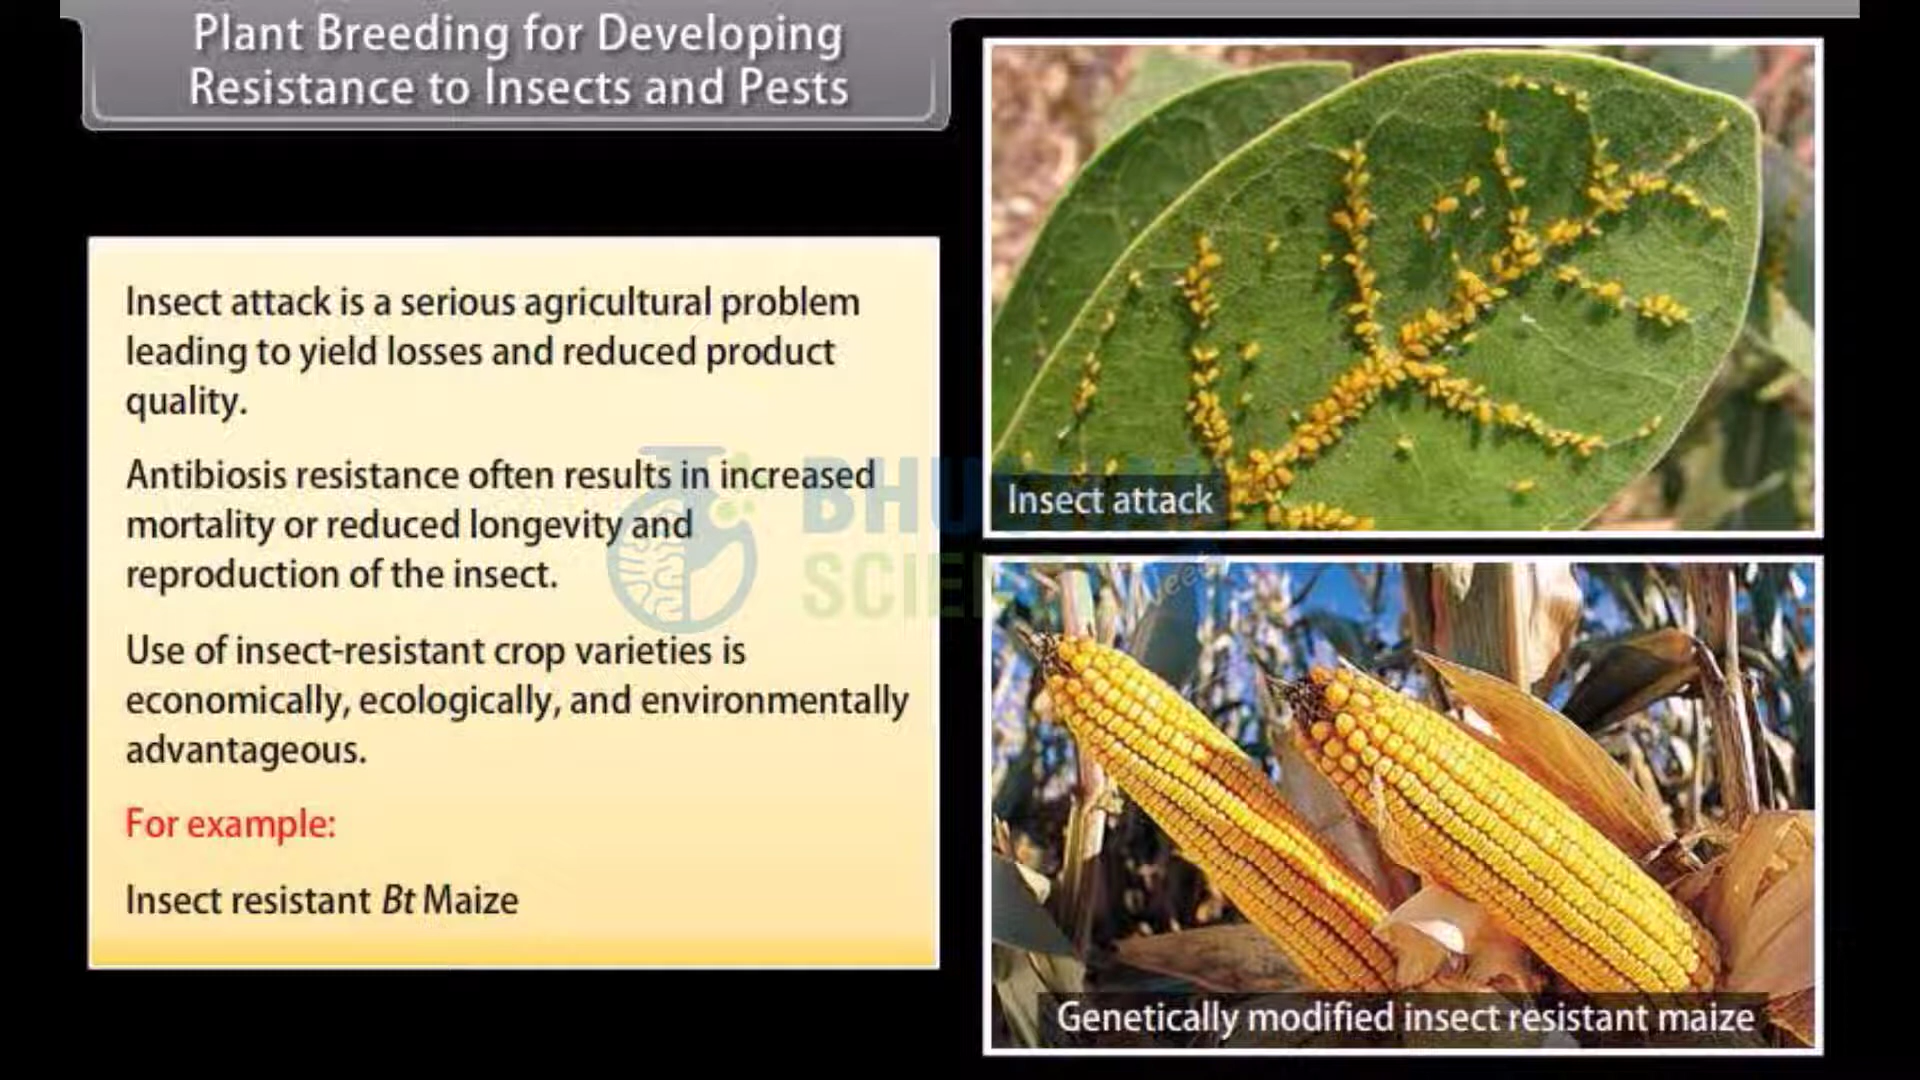 Plant Breeding for Developing
Resistance to Insects and Pests
Insect attack is a serious agricultural problem
leading to yield losses and reduced product
quality.
Antibiosis resistance often results in increased
mortality or reduced longevity and
reproduction of the insect.
Use of insect-resistant crop varieties is
economically, ecologically, and environmentally
advantageous.
For example:
Insect resistant Bt Maize
Insect attack
Genetically modified insect resistant maize